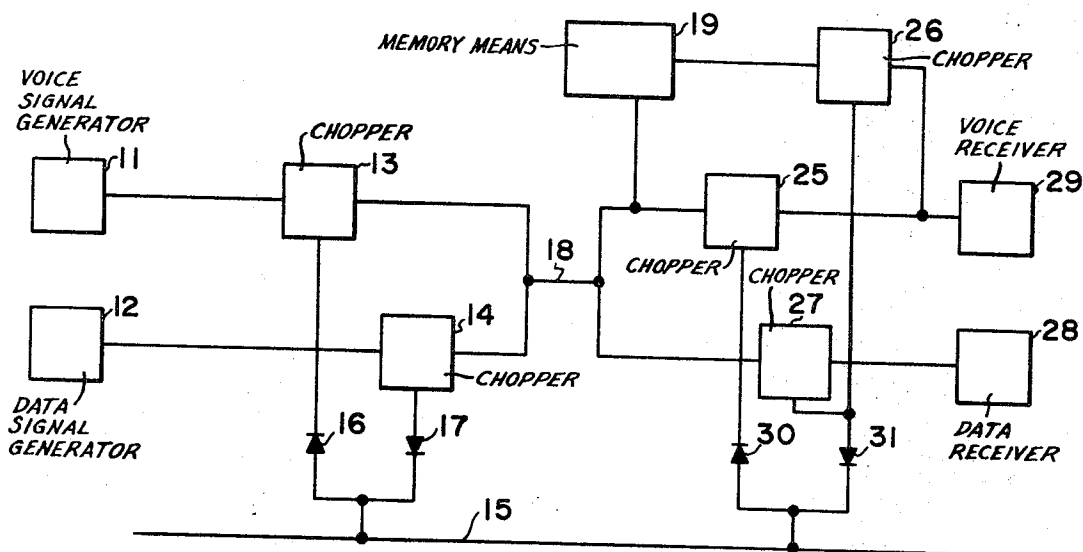 MEMORY MEANS
19
26
CHOPPER
VOICE
SIGNAL
GENERATOR
11
CHOPPER
13
25
CHOPPER
VOICE
RECEIVER
29
18
12
DATA
SIGNAL
GENERATOR
14
CHOPPER
CHOPPER
27
28
DATA
RECEIVER
16
17
30
31
15